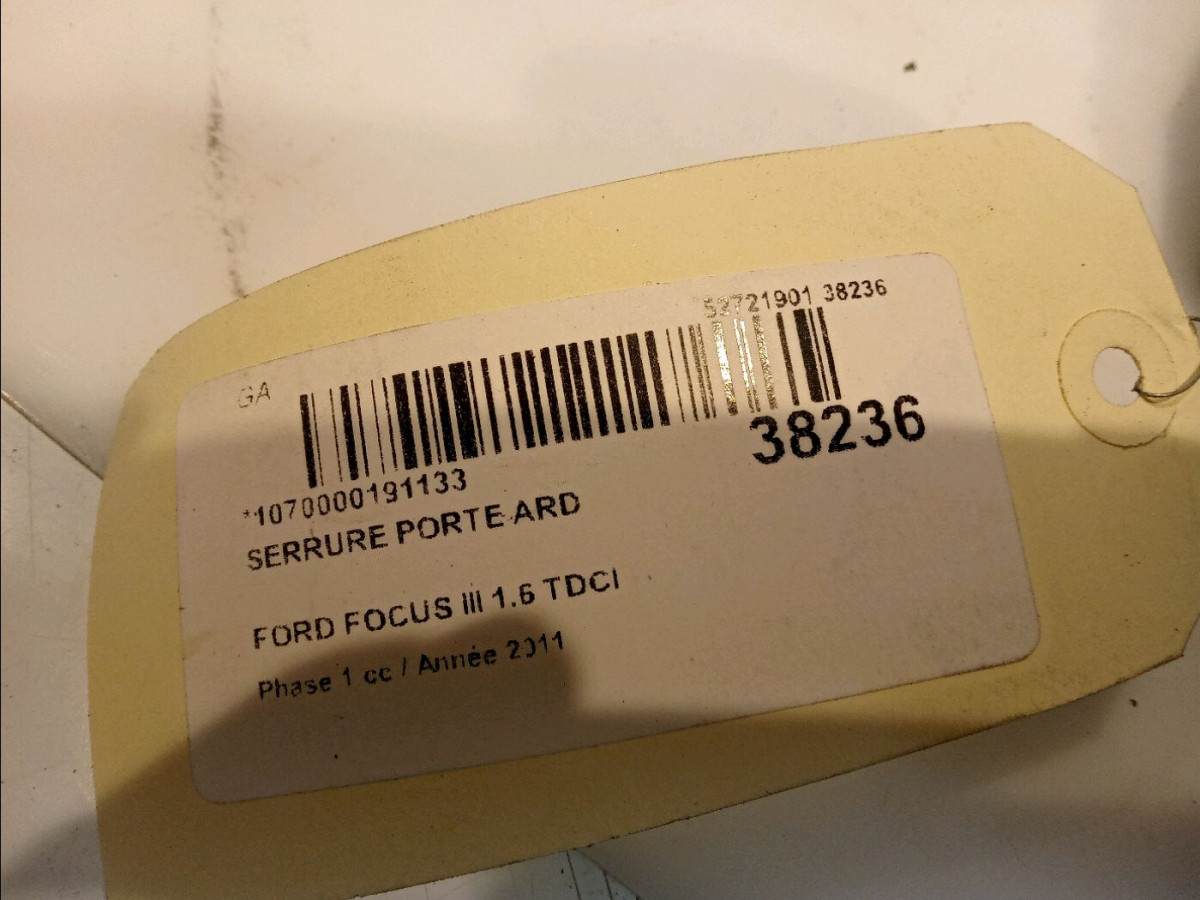 52721901 38236
GA
38236
*1070000191133
SERRURE PORTE ARD
FORD FOCUS III 1.6 TDCI
Phase 1 cc / Année 2011